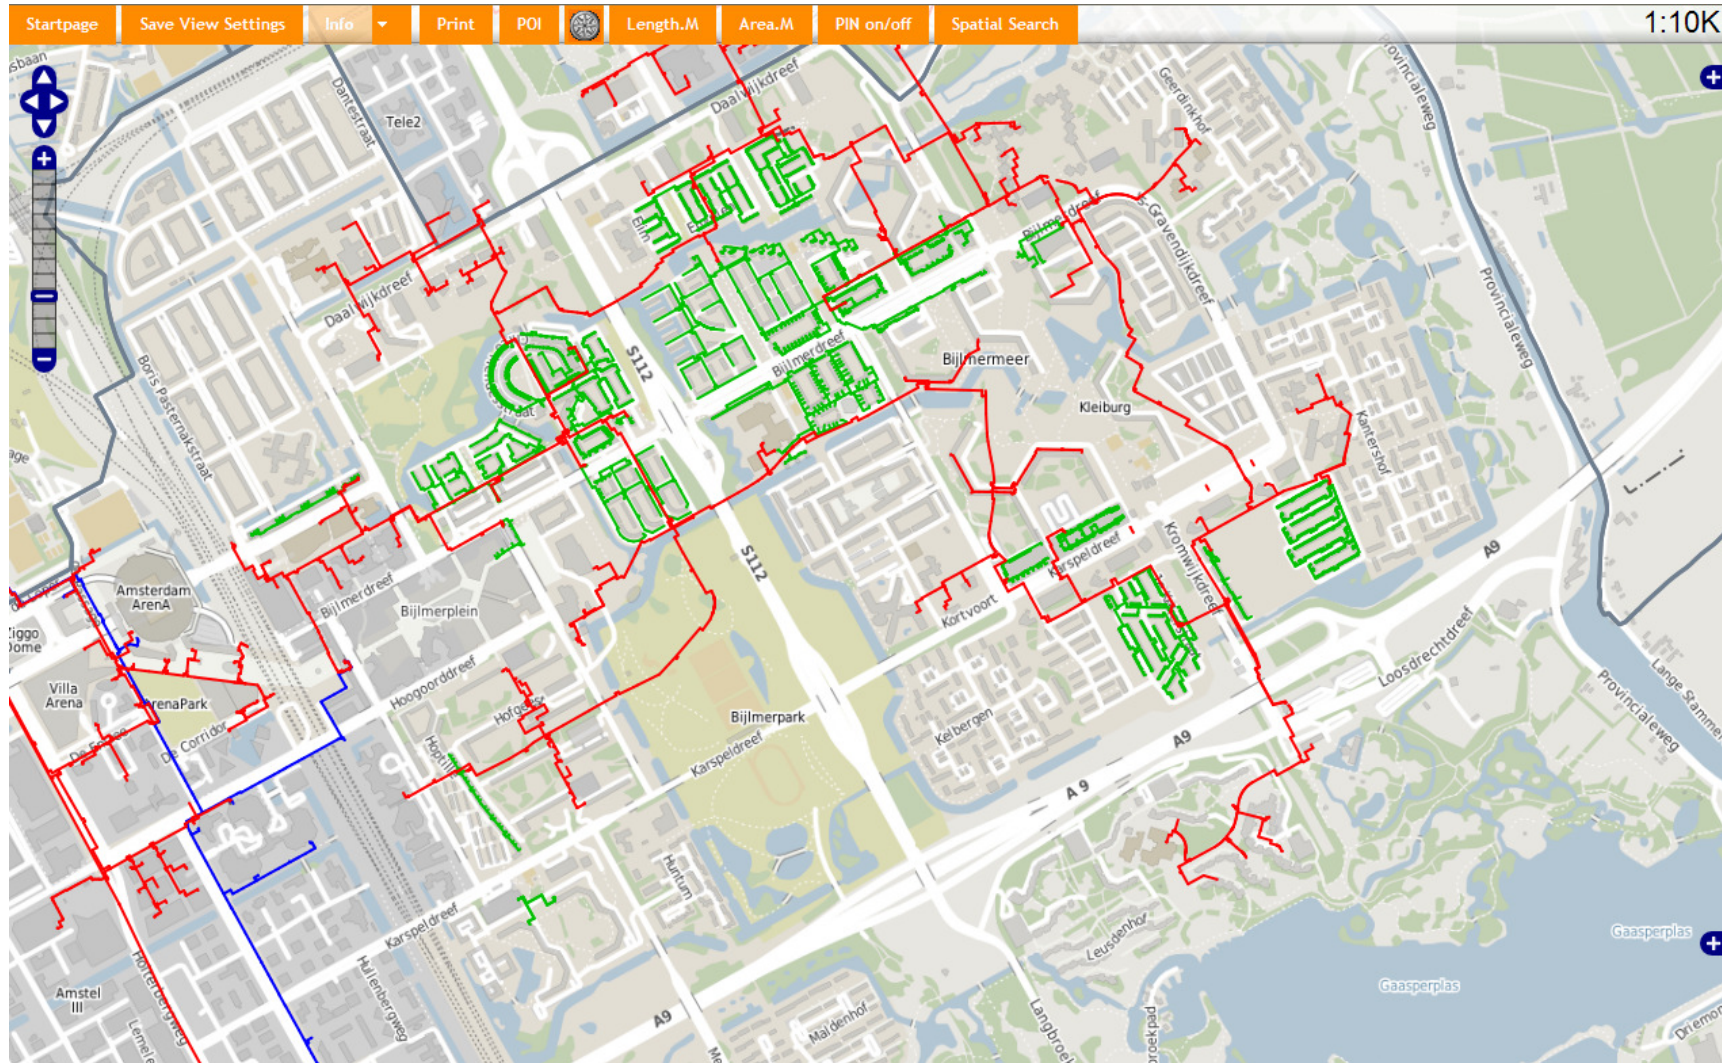 Startpage
Save View Settings
Info
Print
POI
Length.M
Area.M
PIN on/off
Spatial Search
1:10K
Provincialeweg
Geerdinkhof
Dantestraat
Tele2
Daalwijkdreef
's-Gravendijkdreef
Bijlmerdreef
Provincialeweg
Daalwijkdreef
S112
Bijlmerdreef
Bijlmermeer
Boris Pasternakstraat
Kleiburg
Kantershof
S112
A9
Kromwijkdreef
Karspeldreef
Amsterdam
ArenA
Bijlmerdreef
Bijlmerplein
Kortvoort
Loosdrechtdreef
Ziggo
Dome
Hoogoorddreef
Villa
Arena
ArenaPark
Hofgeest
De Corridor
Bijlmerpark
Kelbergen
Provincialeweg
A9
Hoptille
Karspeldreef
A 9
Huntum
Karspeldreef
Leusdenhof
Gaasperplas
Gaasperplas
Amstel
III
Hullenbergweg
A9
Maldenhof